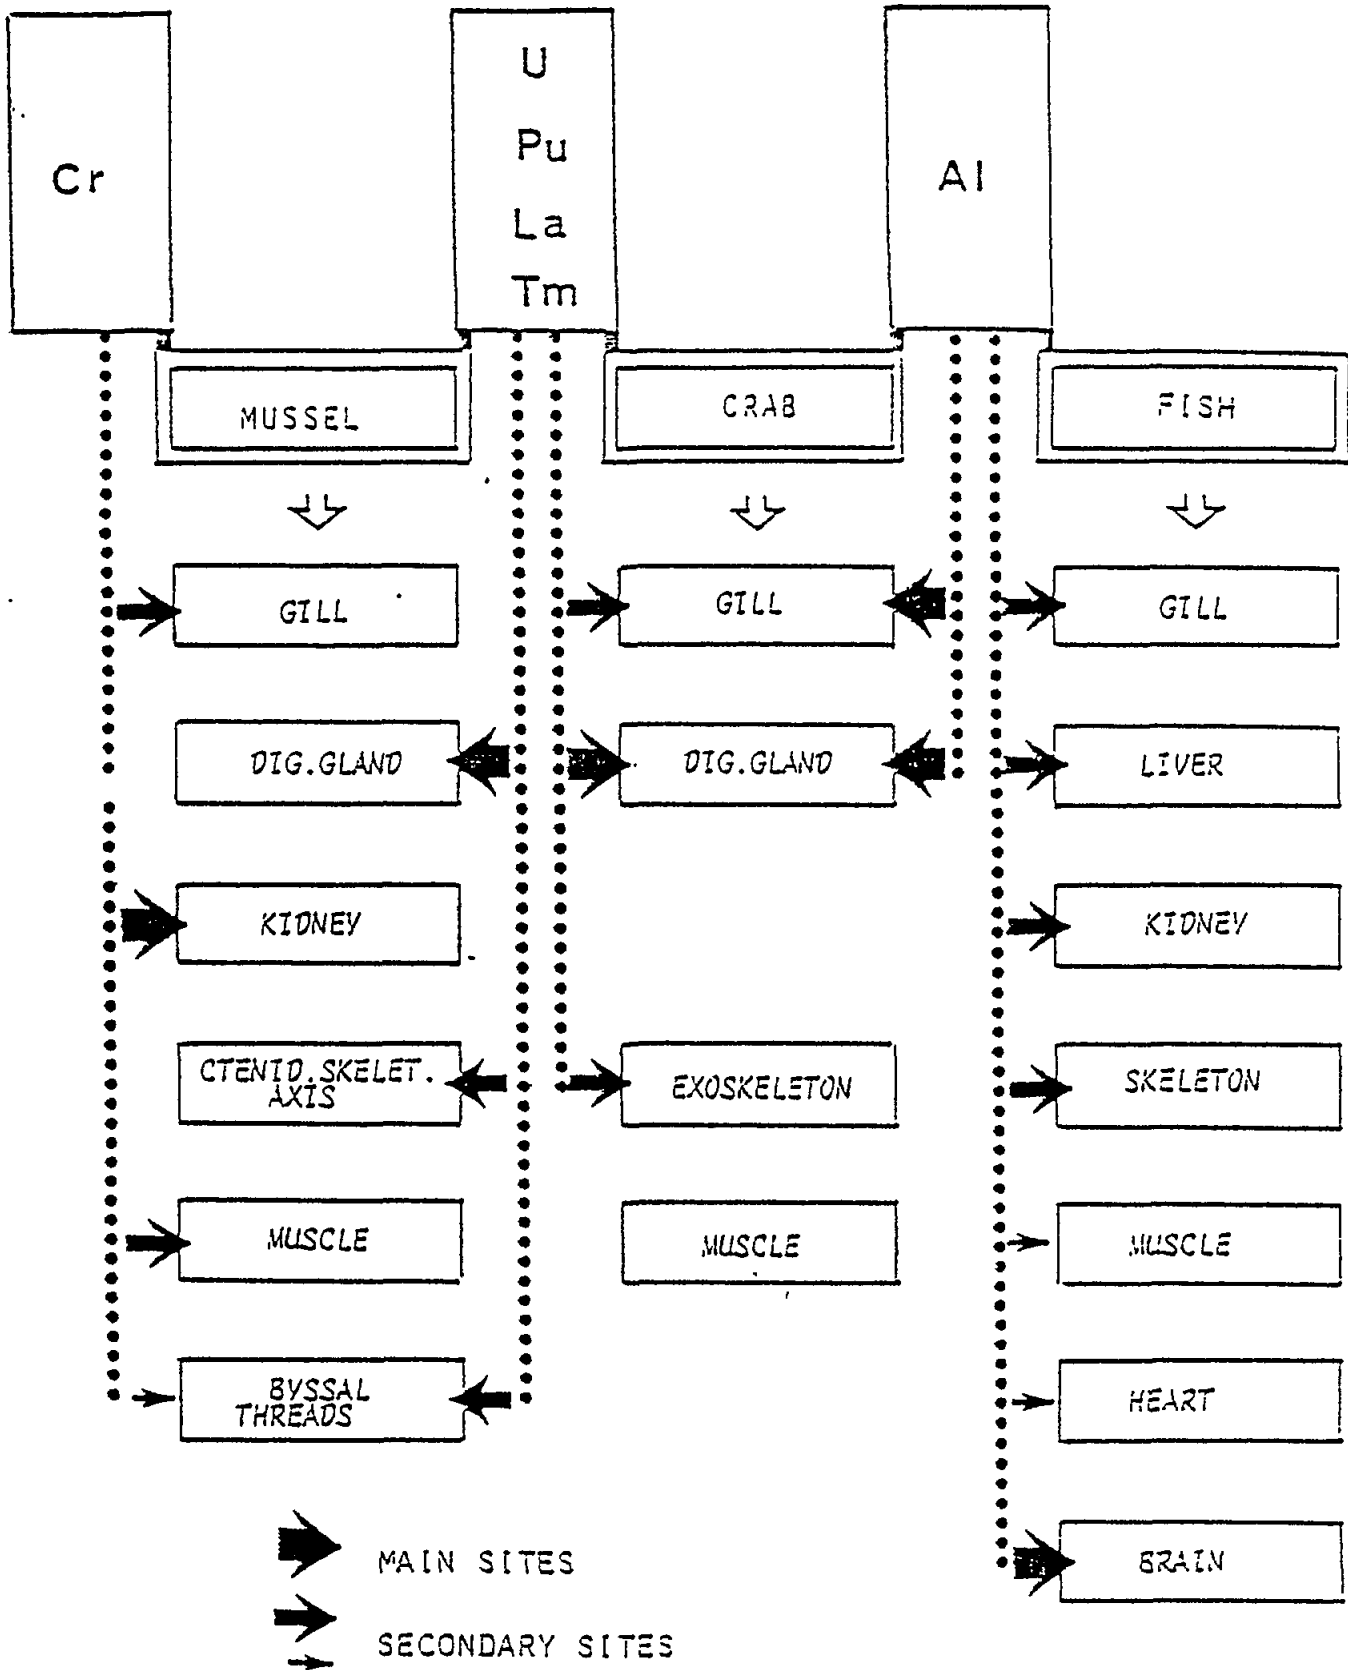 Cr
U
Pu
La
Tm
Al
MUSSEL
CRAB
FISH
GILL
GILL
GILL
DIG.GLAND
DIG.GLAND
LIVER
KIDNEY
KIDNEY
CTENID.SKELET.
AXIS
EXOSKELETON
SKELETON
MUSCLE
MUSCLE
MUSCLE
BYSSAL
THREADS
HEART
BRAIN
MAIN SITES
SECONDARY SITES